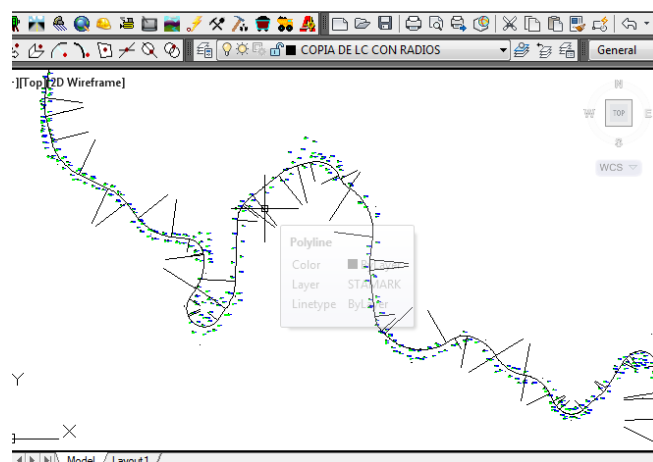 COPIA DE LC CON RADIOS
General
][Top][2D Wireframe]
N
W
TOP
E
S
WCS
Polyline
Color ByLayer
Layer STAMARK
Linetype ByLayer
Y
X
Model
Layout1